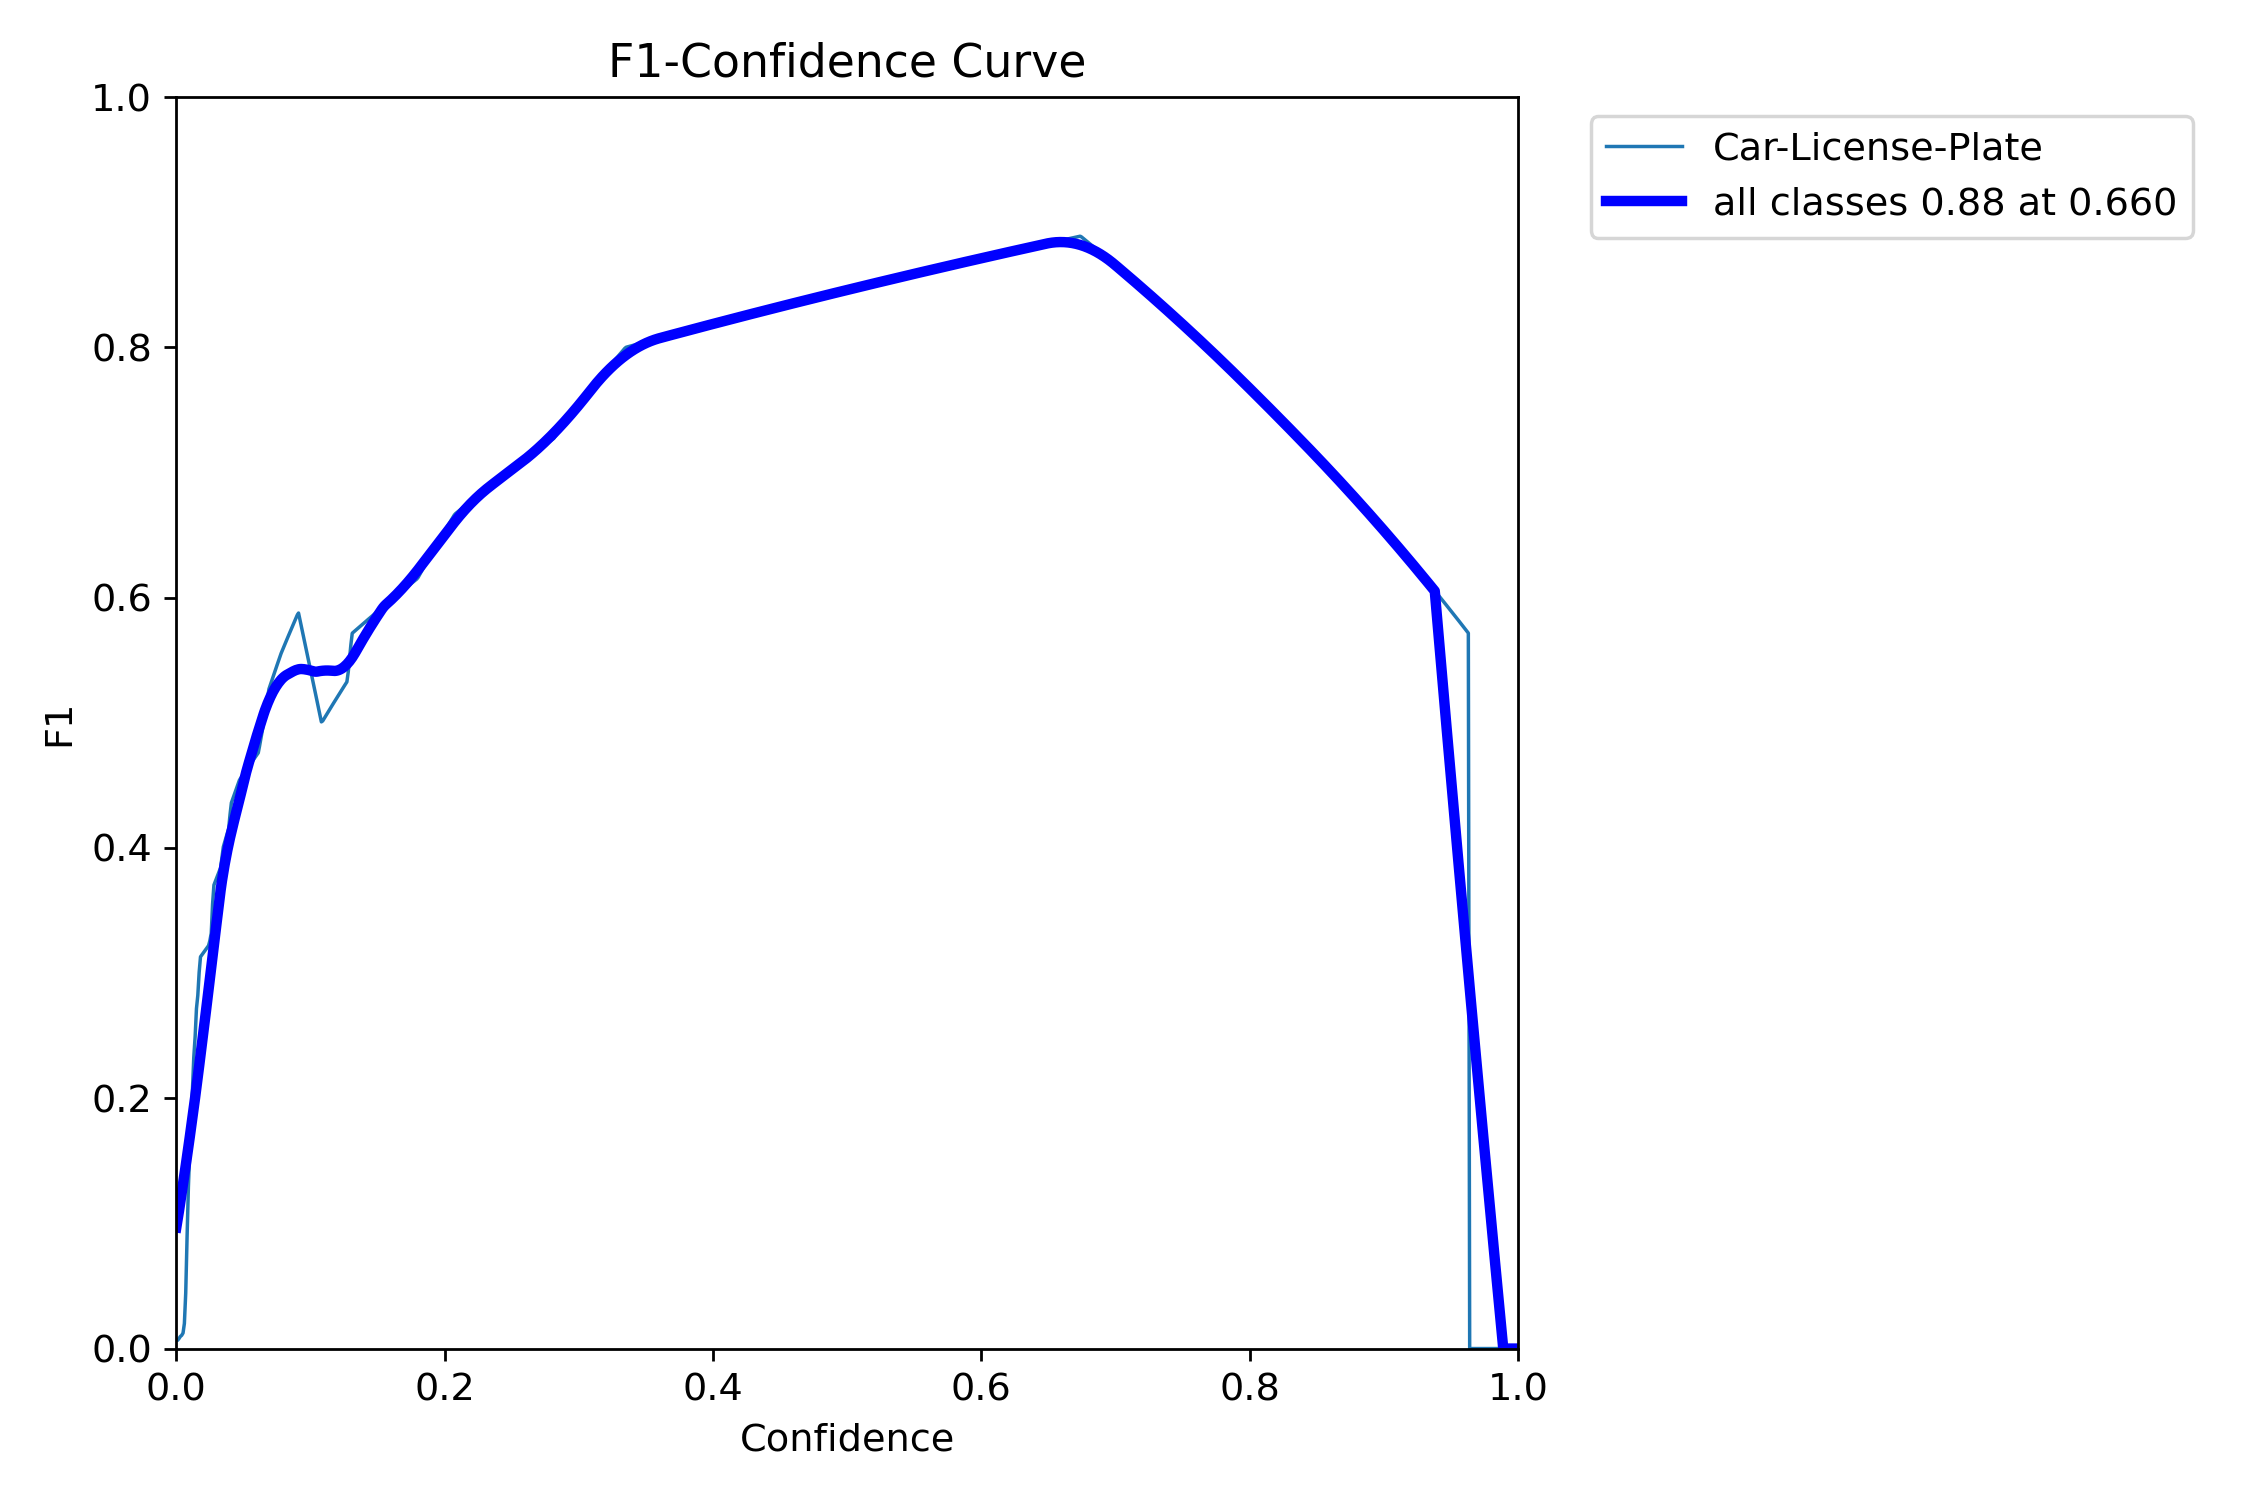 F1-Confidence Curve
1.0
0.8
0.6
0.4
0.2
0.0
F1
0.0 0.2 0.4 0.6 0.8 1.0
Confidence
Car-License-Plate
all classes 0.88 at 0.660